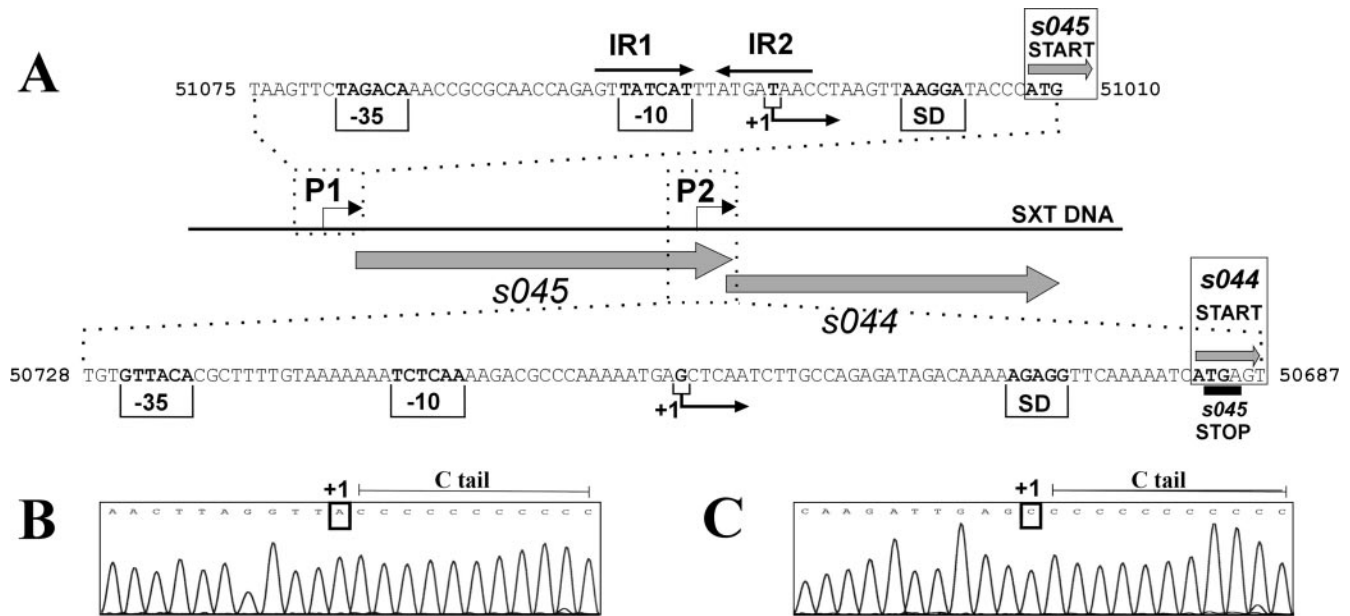 A
IR1 IR2 s045
START
51075 TAAGTTCTAGACAAACCGCGCAACCAGAGTTATCATTTATGATAACCTAAGTTAAGGATACCCATG 51010
-35 -10 +1 SD
P1 P2 SXT DNA
s045
s044
s044
START
50728 TGTGTTACACGCTTTTGTAAAAAAATCTCAAAAGACGCCCAAAAATGAGCTCAATCTTGCCAGAGATAGACAAAAAGAGGTTCAAAAATCATGAGT 50687
-35 -10 +1 SD s045
STOP
B +1 C tail
A A C T T A G G T T A C C C C C C C C C C C
C +1 C tail
C A A G A T T G A G C C C C C C C C C C C C